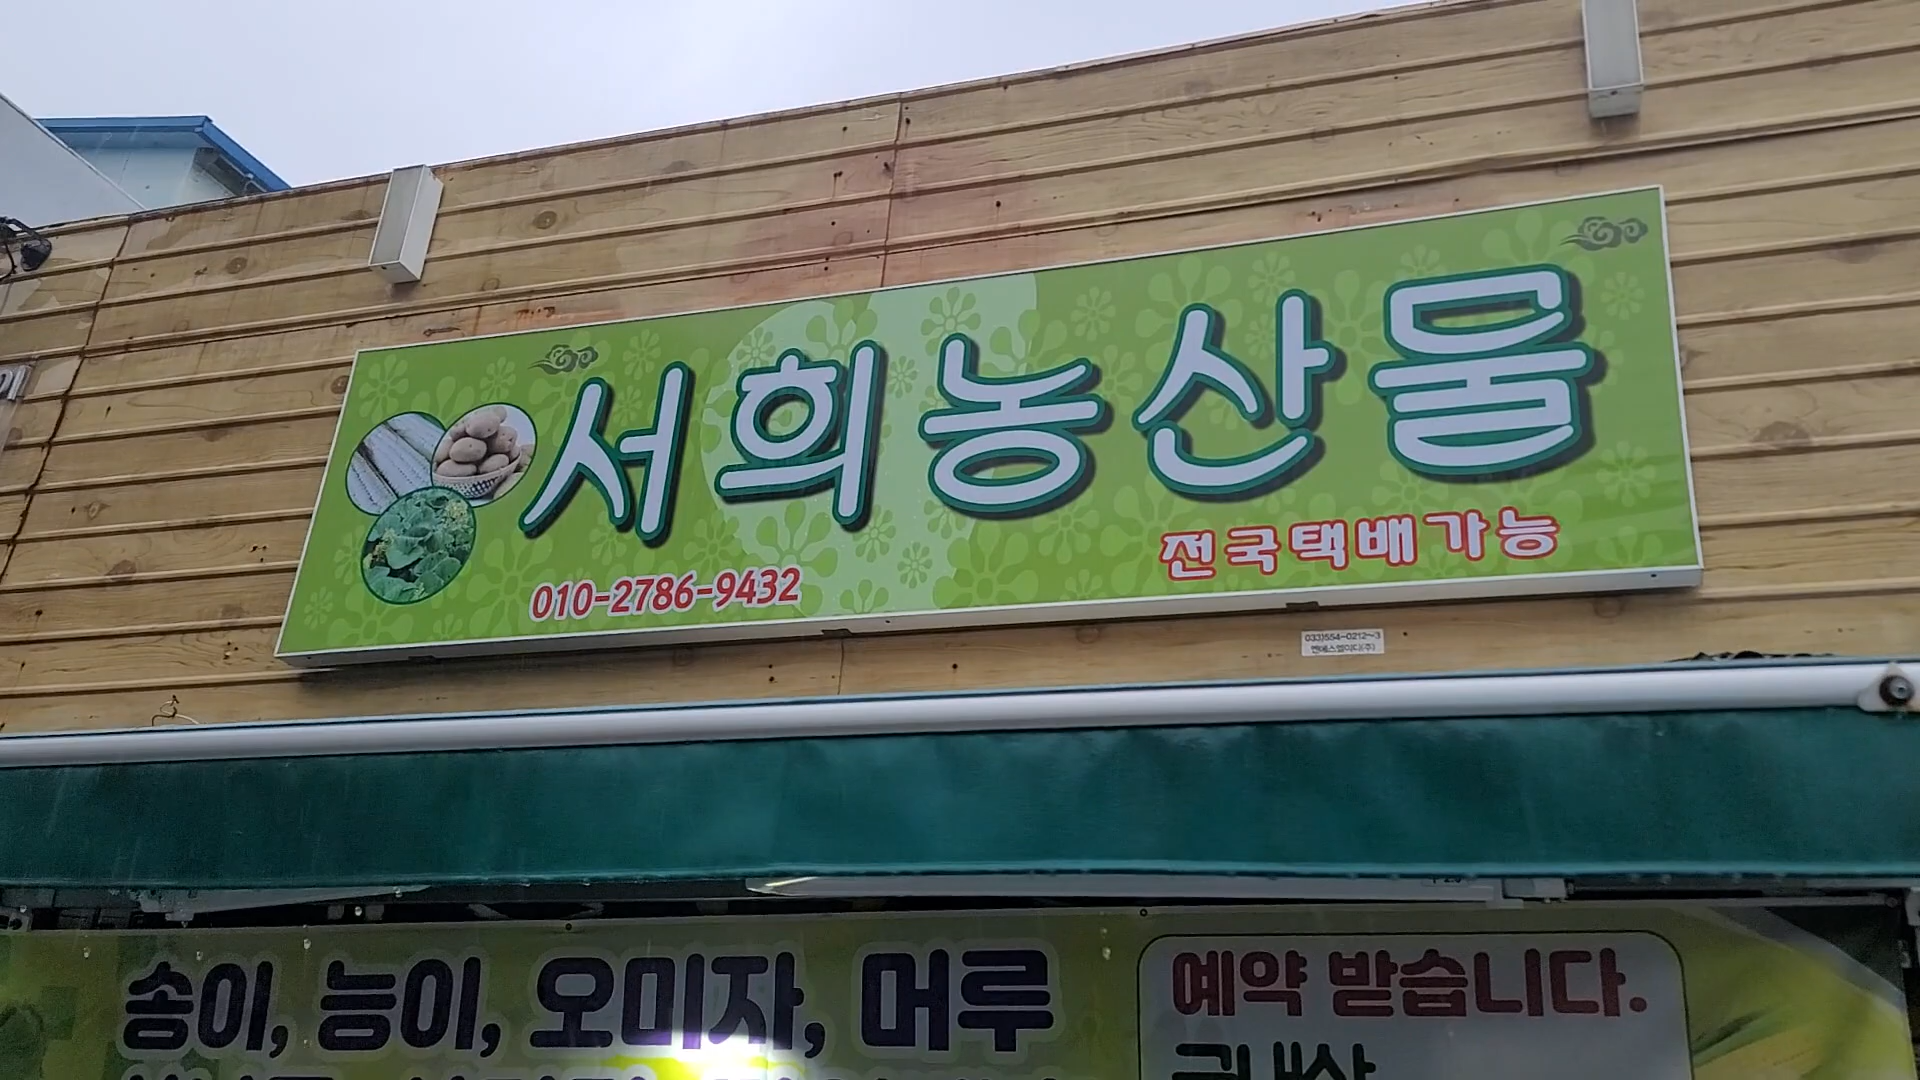 서희농산물
010-2786-9432
전국택배가능
033)554-0212~3
송이, 능이, 오미자, 머루
예약 받습니다.